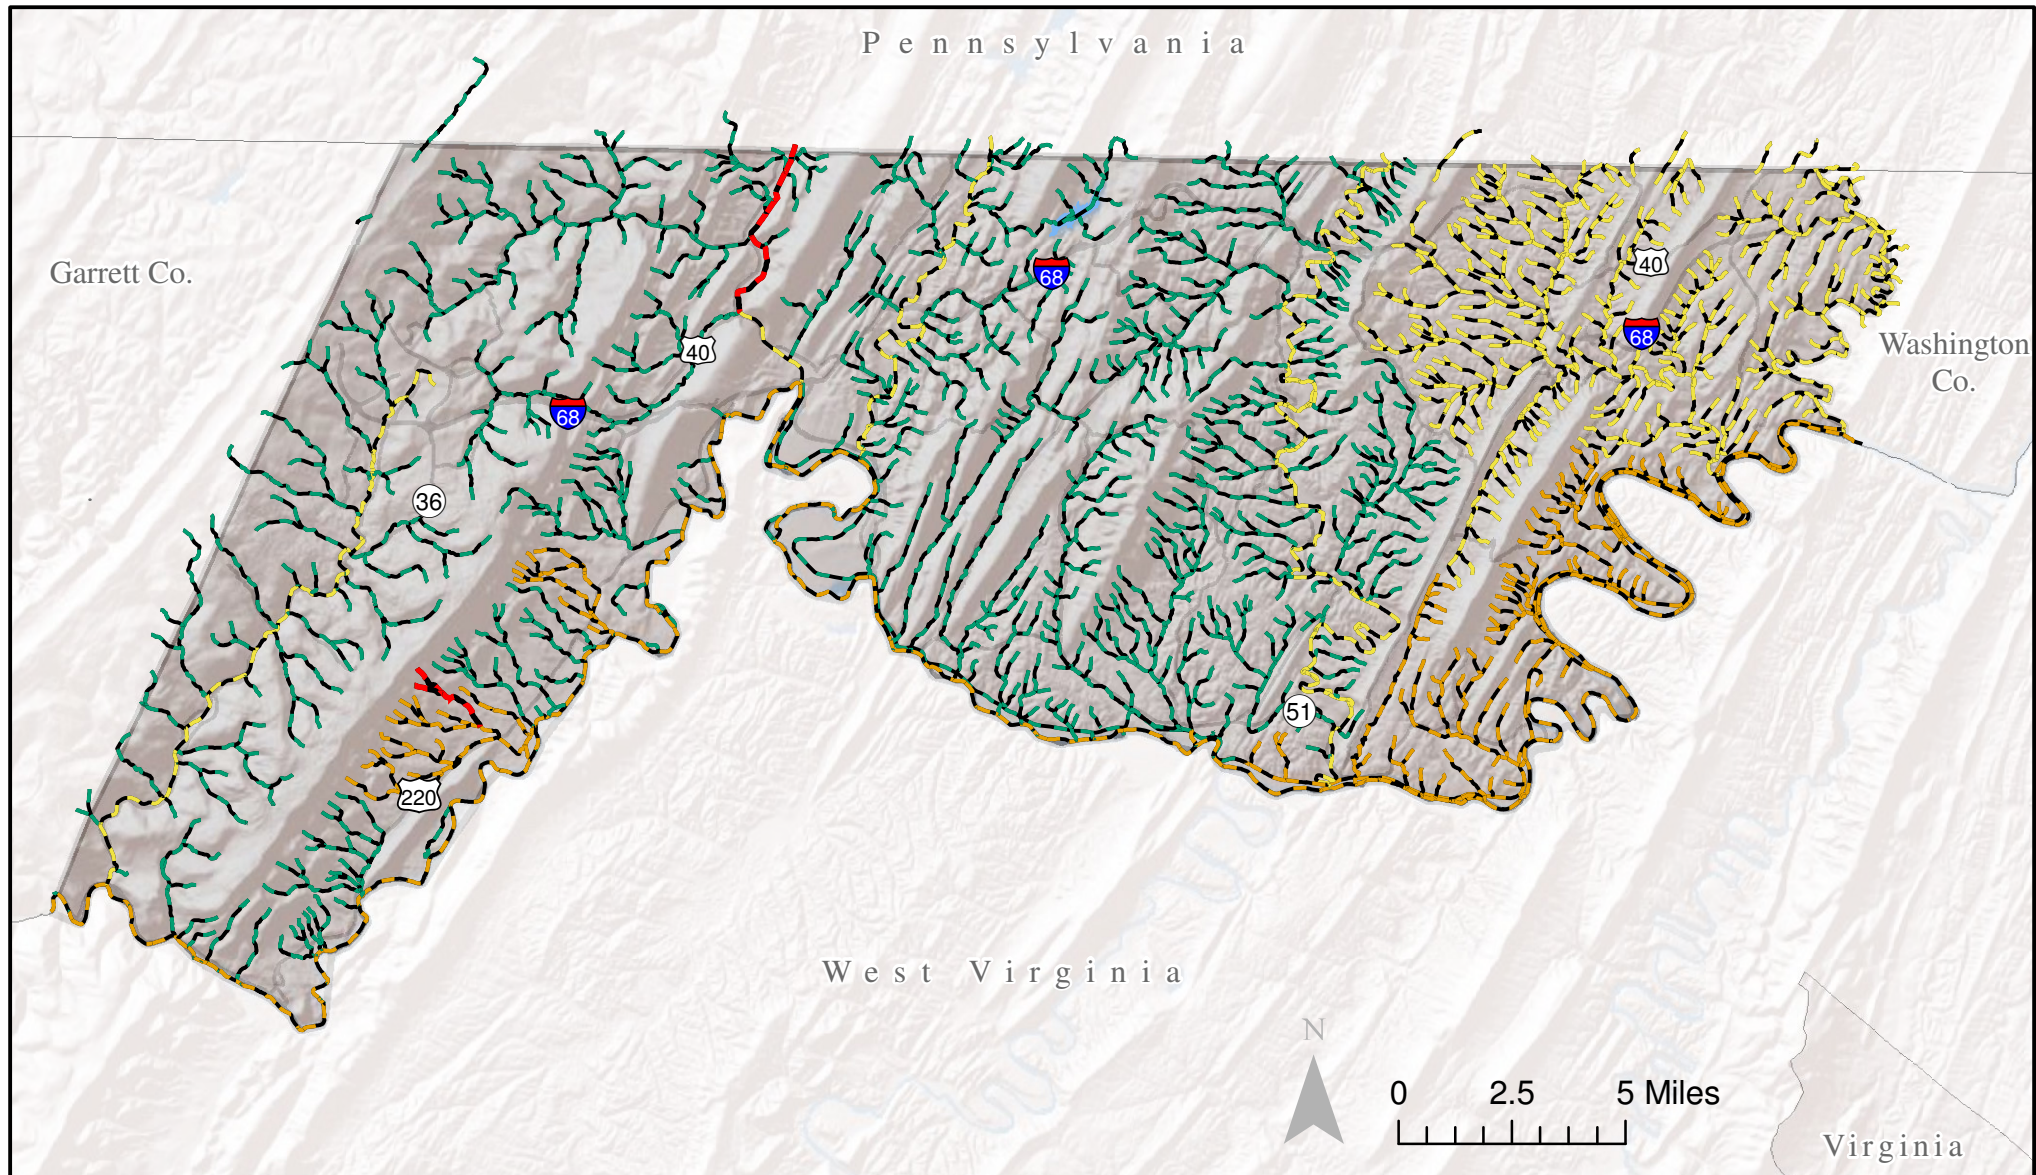 Pennsylvania
Garrett Co.
40
68
40
68
Washington
Co.
68
36
51
220
West Virginia
N
0 2.5 5 Miles
Virginia